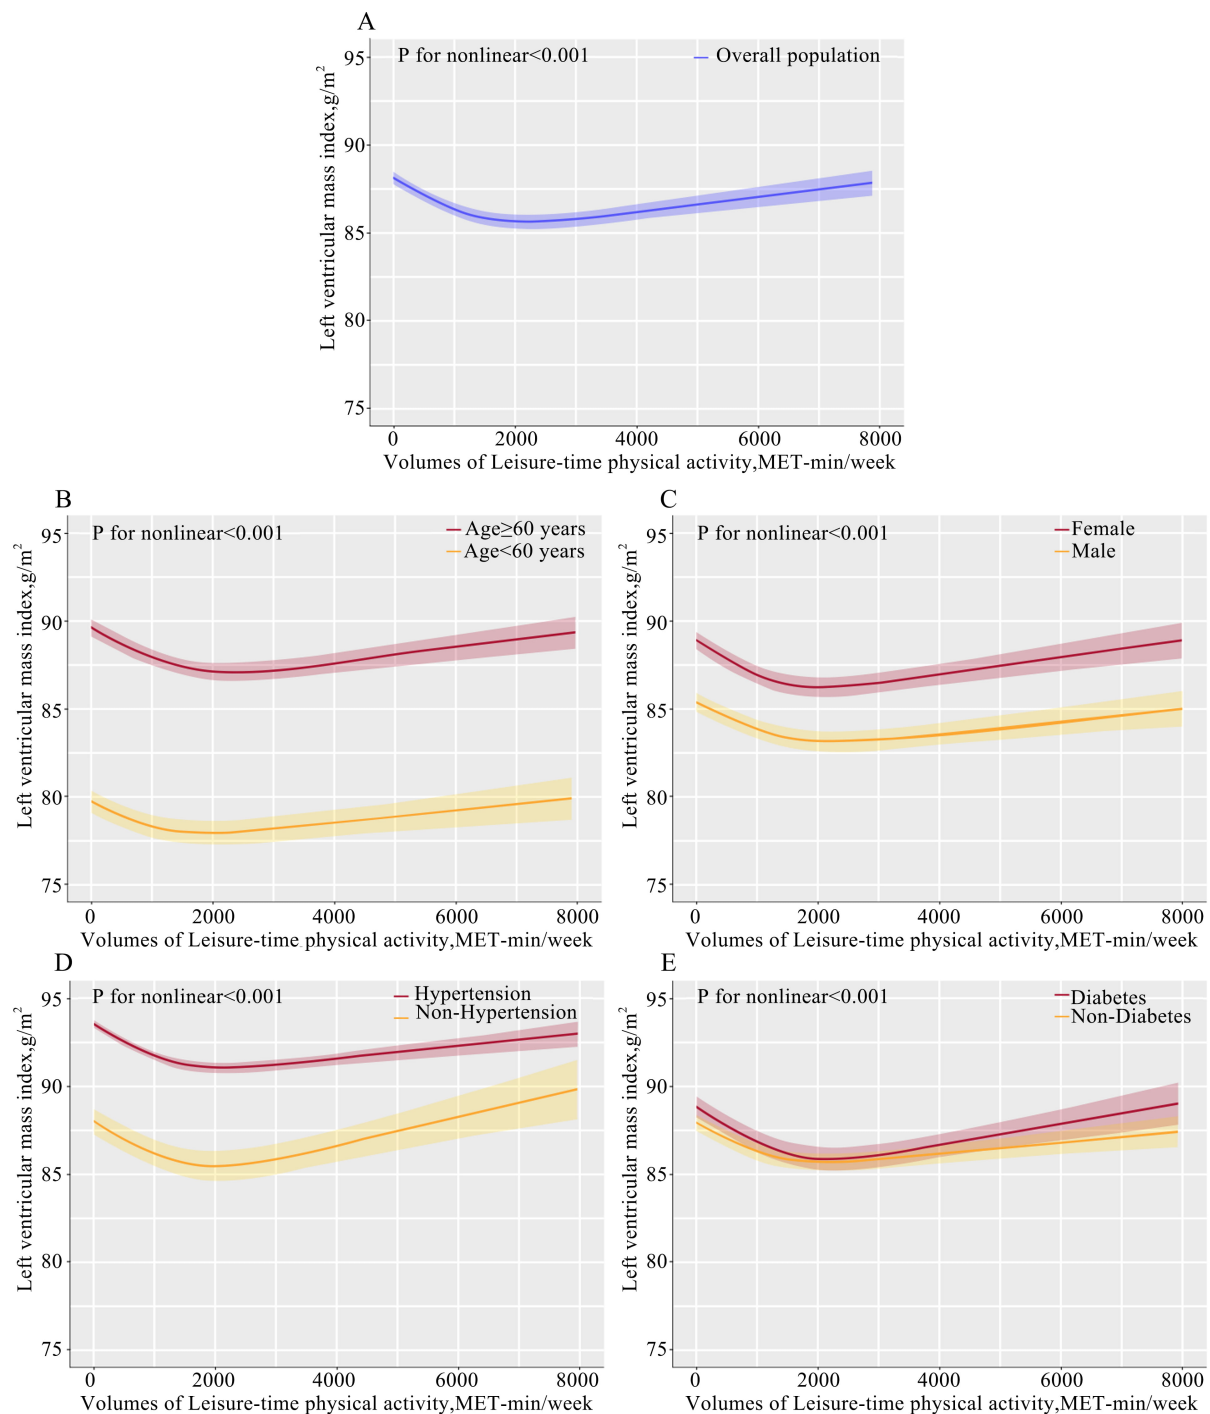 A
P for nonlinear<0.001
Overall population
Left ventricular mass index,g/m²
95
90
85
80
75
0 2000 4000 6000 8000
Volumes of Leisure-time physical activity,MET-min/week
B
P for nonlinear<0.001
Age≥60 years
Age<60 years
Left ventricular mass index,g/m²
95
90
85
80
75
0 2000 4000 6000 8000
Volumes of Leisure-time physical activity,MET-min/week
C
P for nonlinear<0.001
Female
Male
Left ventricular mass index,g/m²
95
90
85
80
75
0 2000 4000 6000 8000
Volumes of Leisure-time physical activity,MET-min/week
D
P for nonlinear<0.001
Hypertension
Non-Hypertension
Left ventricular mass index,g/m²
95
90
85
80
75
0 2000 4000 6000 8000
Volumes of Leisure-time physical activity,MET-min/week
E
P for nonlinear<0.001
Diabetes
Non-Diabetes
Left ventricular mass index,g/m²
95
90
85
80
75
0 2000 4000 6000 8000
Volumes of Leisure-time physical activity,MET-min/week